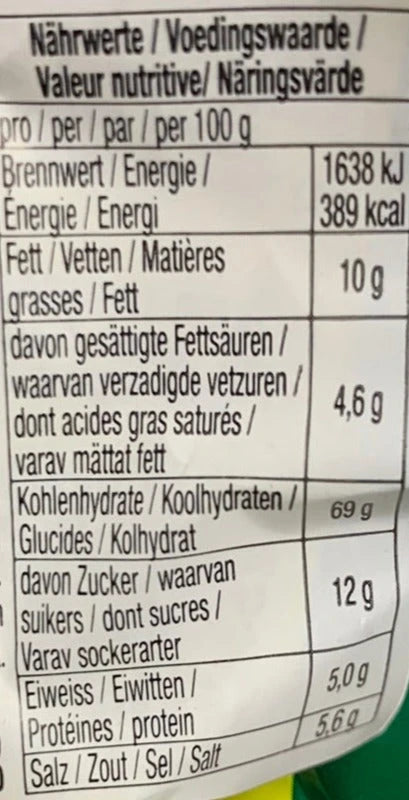 Nährwerte / Voedingswaarde /
Valeur nutritive/ Näringsvärde
pro / per / par / per 100 g
Brennwert / Energie / 1638 kJ
Énergie / Energi 389 kcal
Fett / Vetten / Matières
grasses / Fett 10 g
davon gesättigte Fettsäuren /
waarvan verzadigde vetzuren /
dont acides gras saturés / 4,6 g
varav mättat fett
Kohlenhydrate / Koolhydraten / 69 g
Glucides / Kolhydrat
davon Zucker / waarvan
suikers / dont sucres / 12 g
Varav sockerarter
Eiweiss / Eiwitten / 5,0 g
Protéines / protein
Salz / Zout / Sel / Salt 5,6 g